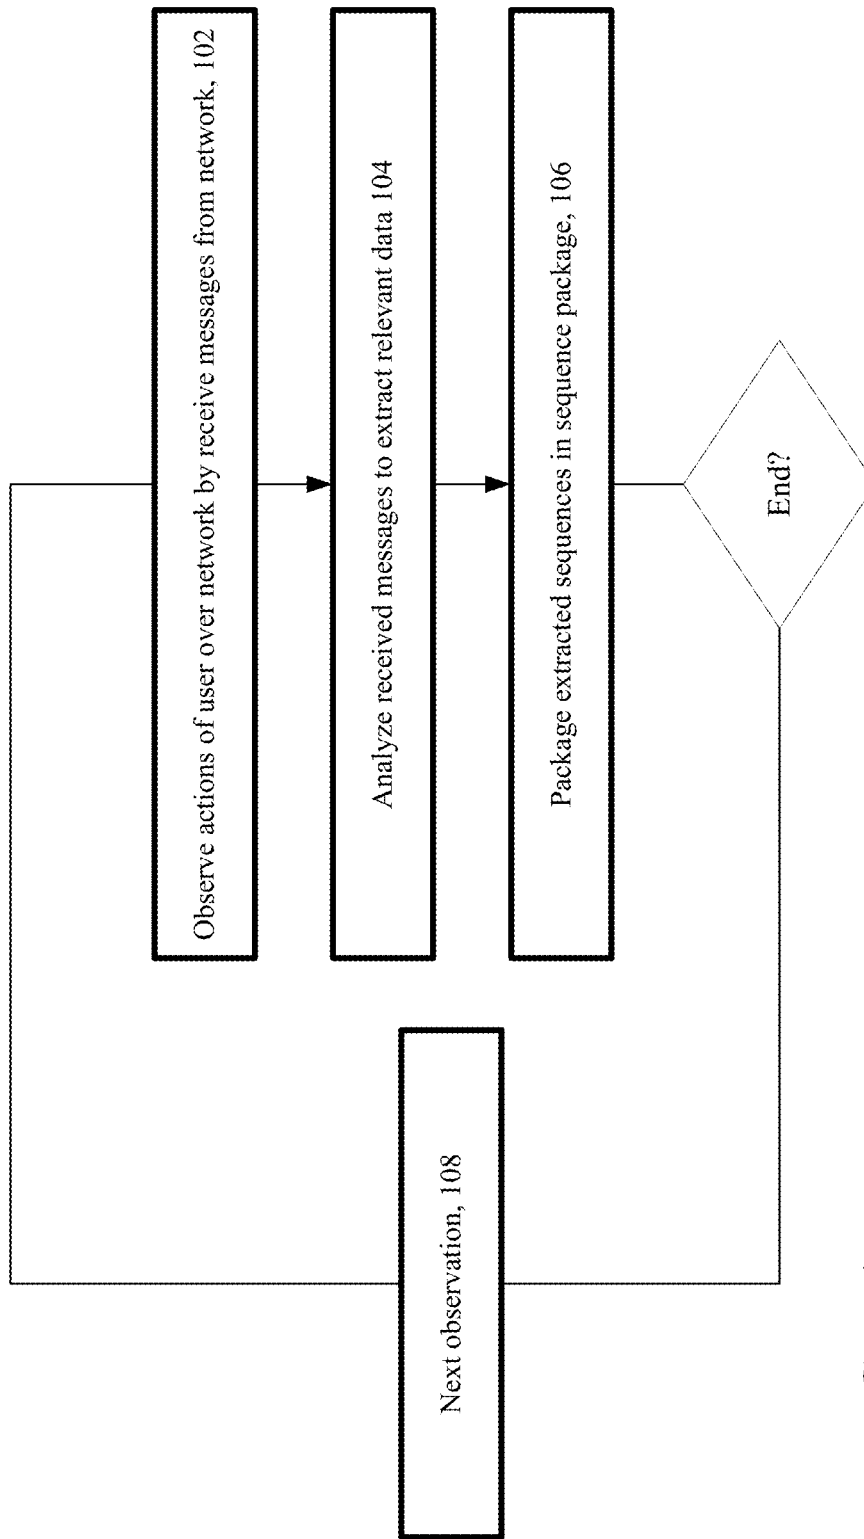 Observe actions of user over network by receive messages from network, 102
Analyze received messages to extract relevant data 104
Package extracted sequences in sequence package, 106
End?
Next observation, 108